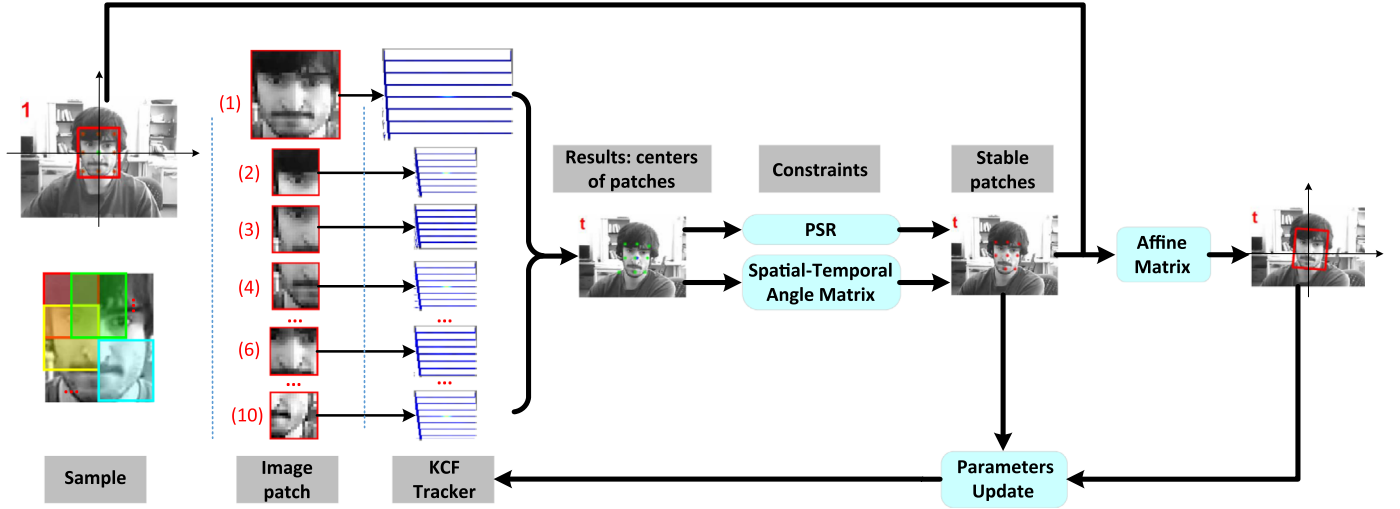 1
(1)
(2)
(3)
(4)
...
...
(6)
...
...
(10)
...
Sample
Image
patch
KCF
Tracker
Results: centers
of patches
Constraints
Stable
patches
t
PSR
Spatial-Temporal
Angle Matrix
t
Affine
Matrix
t
Parameters
Update